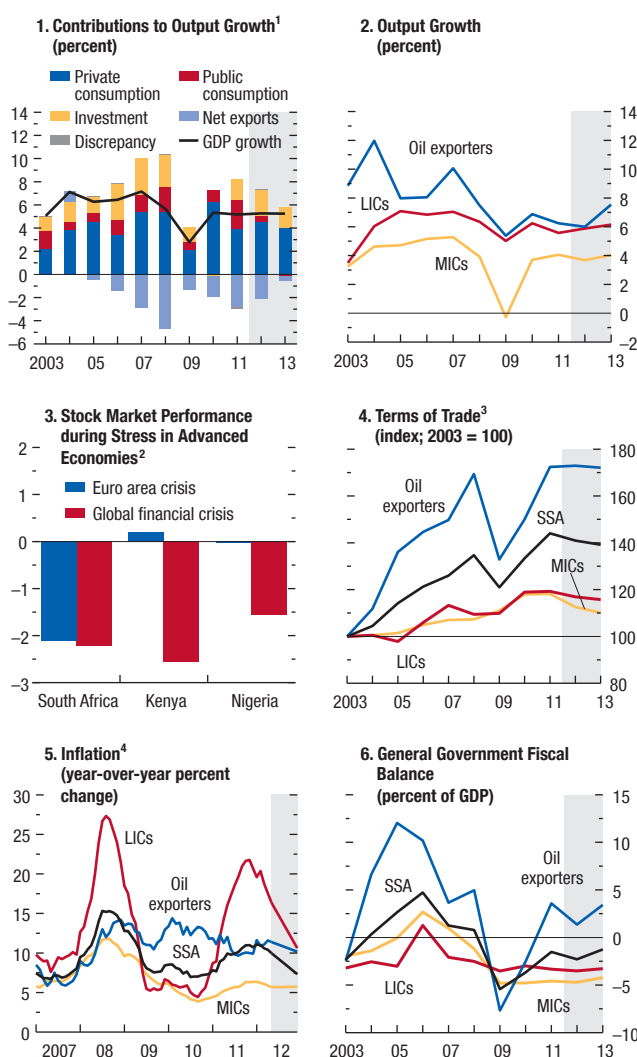 1. Contributions to Output Growth1
(percent)
Private consumption
Public consumption
Investment
Net exports
Discrepancy
GDP growth
14
12
10
8
6
4
2
0
–2
–4
–6
2003 05 07 09 11 13
2. Output Growth
(percent)
Oil exporters
LICs
MICs
14
12
10
8
6
4
2
0
–2
2003 05 07 09 11 13
3. Stock Market Performance
during Stress in Advanced
Economies2
Euro area crisis
Global financial crisis
2
1
0
–1
–2
–3
South Africa Kenya Nigeria
4. Terms of Trade3
(index; 2003 = 100)
Oil
exporters
SSA
MICs
LICs
180
160
140
120
100
80
2003 05 07 09 11 13
5. Inflation4
(year-over-year percent
change)
LICs
Oil
exporters
SSA
MICs
30
25
20
15
10
5
0
2007 08 09 10 11 12
6. General Government Fiscal
Balance
(percent of GDP)
SSA
Oil
exporters
LICs
MICs
15
10
5
0
–5
–10
2003 05 07 09 11 13